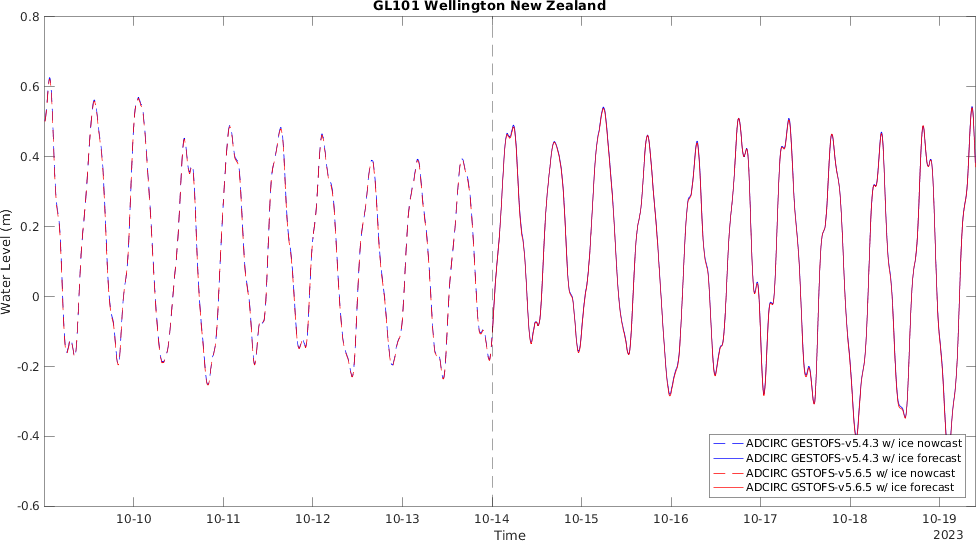 GL101 Wellington New Zealand
Water Level (m)
0.8
0.6
0.4
0.2
0
-0.2
-0.4
-0.6
ADCIRC GESTOFS-v5.4.3 w/ ice nowcast
ADCIRC GESTOFS-v5.4.3 w/ ice forecast
ADCIRC GSTOFS-v5.6.5 w/ ice nowcast
ADCIRC GSTOFS-v5.6.5 w/ ice forecast
10-10 10-11 10-12 10-13 10-14 10-15 10-16 10-17 10-18 10-19
Time 2023